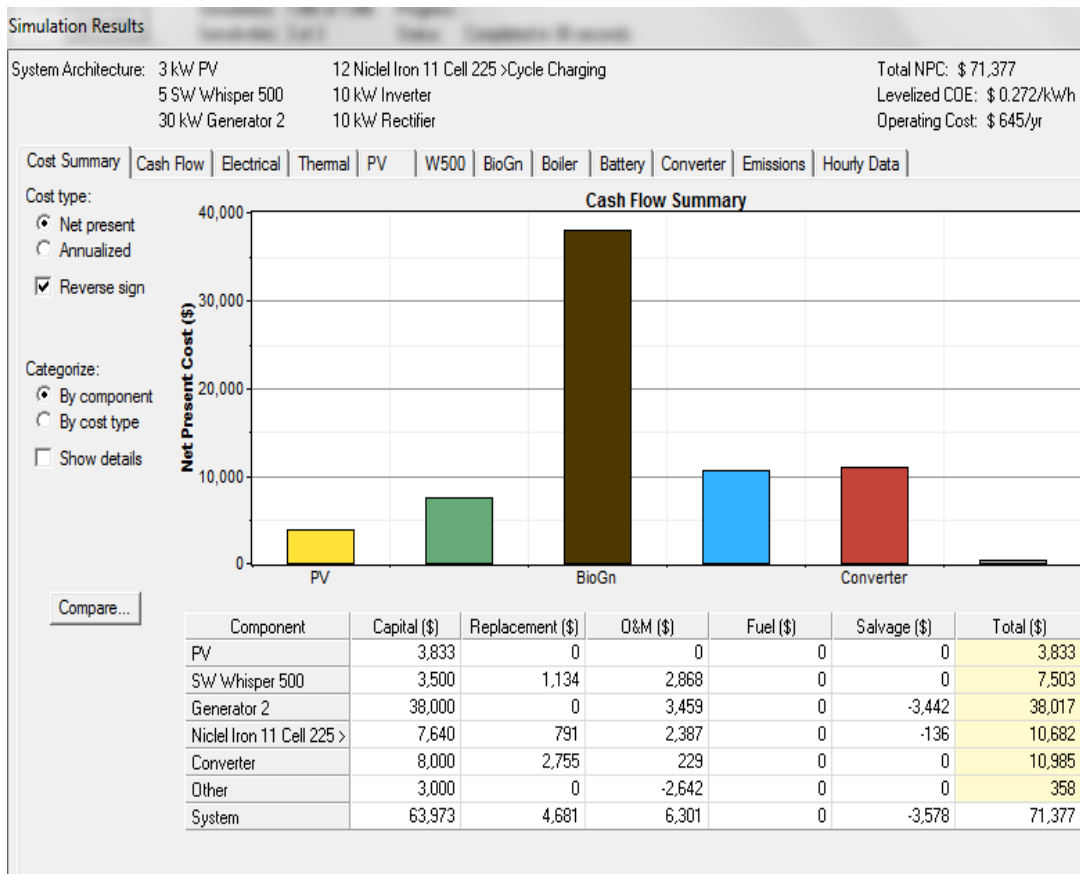 Simulation Results
System Architecture: 3 kW PV 12 Niclel Iron 11 Cell 225 >Cycle Charging Total NPC: $ 71,377
5 SW Whisper 500 10 kW Inverter Levelized COE: $ 0.272/kWh
30 kW Generator 2 10 kW Rectifier Operating Cost: $ 645/yr
Cost Summary Cash Flow Electrical Thermal PV W500 BioGn Boiler Battery Converter Emissions Hourly Data
Cost type:
Net present
Annualized
Reverse sign
Categorize:
By component
By cost type
Show details
Compare...
Cash Flow Summary
Net Present Cost ($)
40,000
30,000
20,000
10,000
0
PV BioGn Converter
Component Capital ($) Replacement ($) O&M ($) Fuel ($) Salvage ($) Total ($)
PV 3,833 0 0 0 0 3,833
SW Whisper 500 3,500 1,134 2,868 0 0 7,503
Generator 2 38,000 0 3,459 0 -3,442 38,017
Niclel Iron 11 Cell 225 > 7,640 791 2,387 0 -136 10,682
Converter 8,000 2,755 229 0 0 10,985
Other 3,000 0 -2,642 0 0 358
System 63,973 4,681 6,301 0 -3,578 71,377